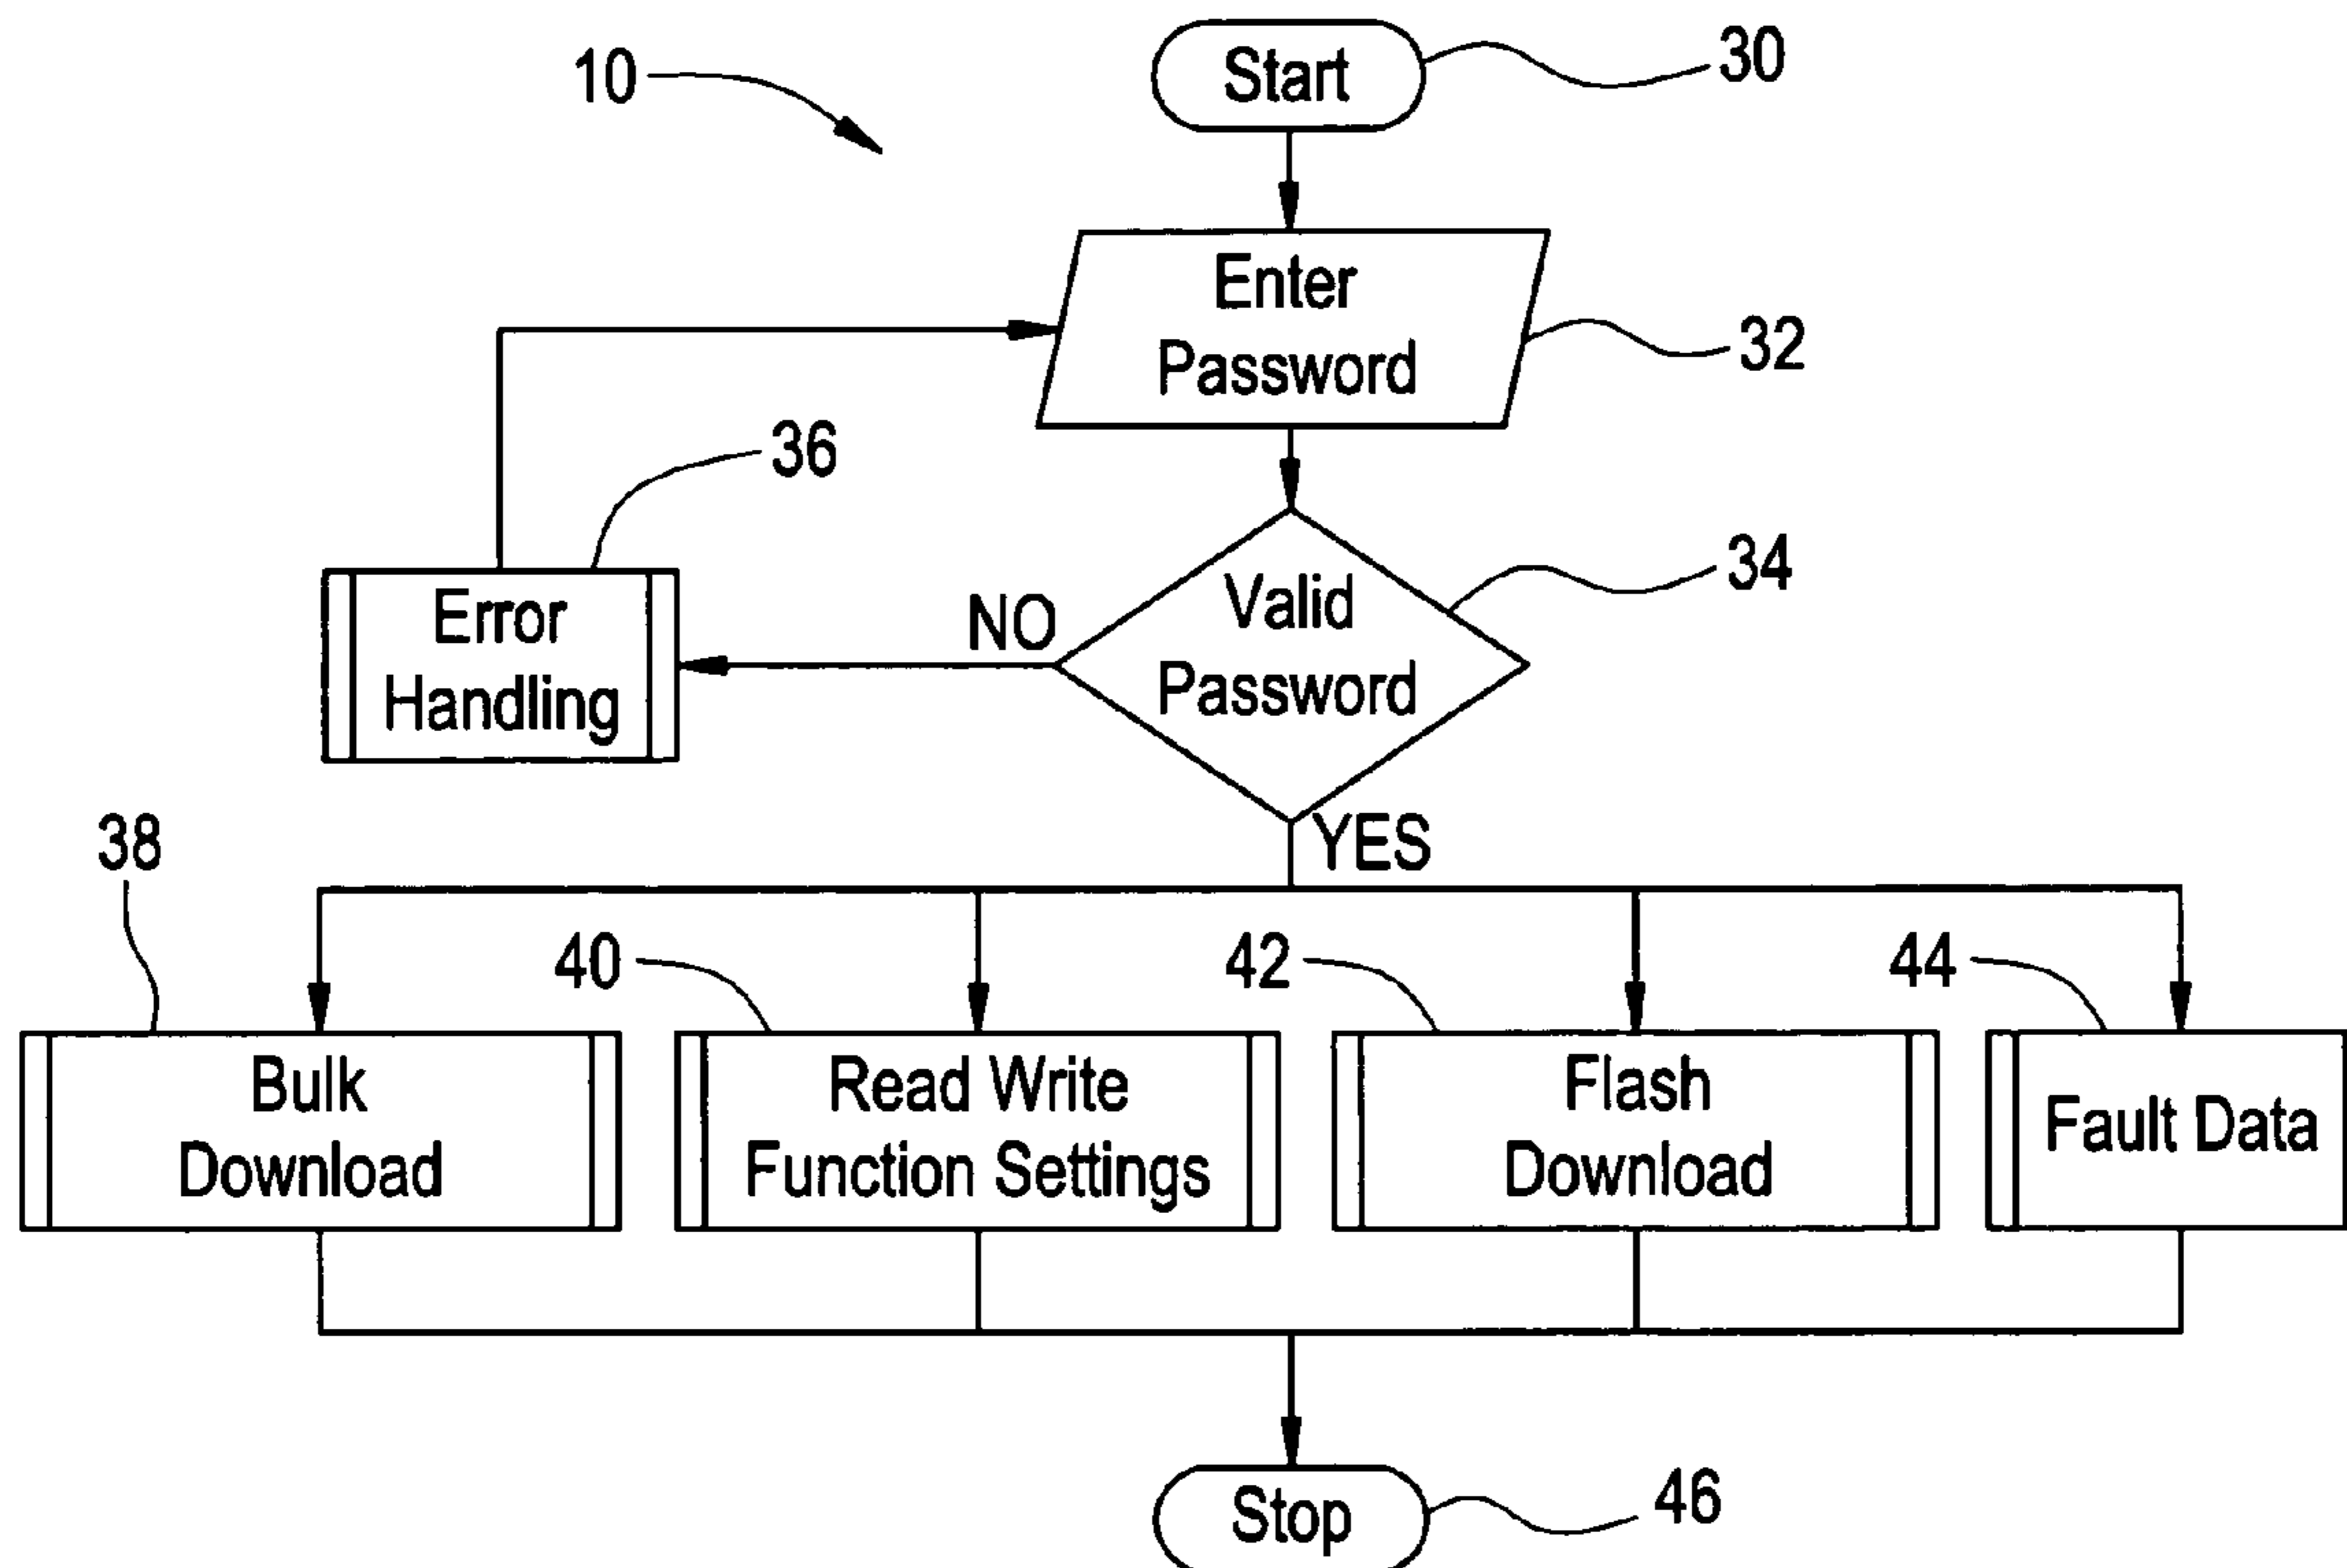 10
Start
30
Enter
Password
32
36
Error
Handling
NO
Valid
Password
34
YES
38
40
42
44
Bulk
Download
Read Write
Function Settings
Flash
Download
Fault Data
Stop
46